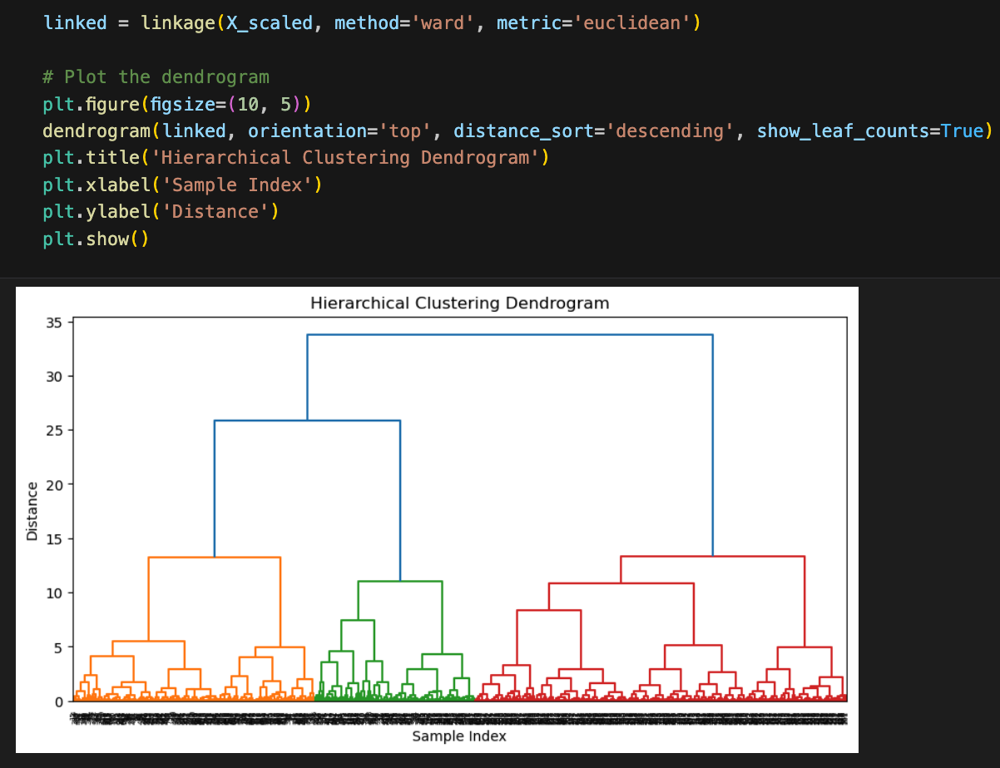 linked = linkage(X_scaled, method='ward', metric='euclidean')
# Plot the dendrogram
plt.figure(figsize=(10, 5))
dendrogram(linked, orientation='top', distance_sort='descending', show_leaf_counts=True)
plt.title('Hierarchical Clustering Dendrogram')
plt.xlabel('Sample Index')
plt.ylabel('Distance')
plt.show()
Hierarchical Clustering Dendrogram
35
30
25
20
15
10
5
0
Distance
Sample Index